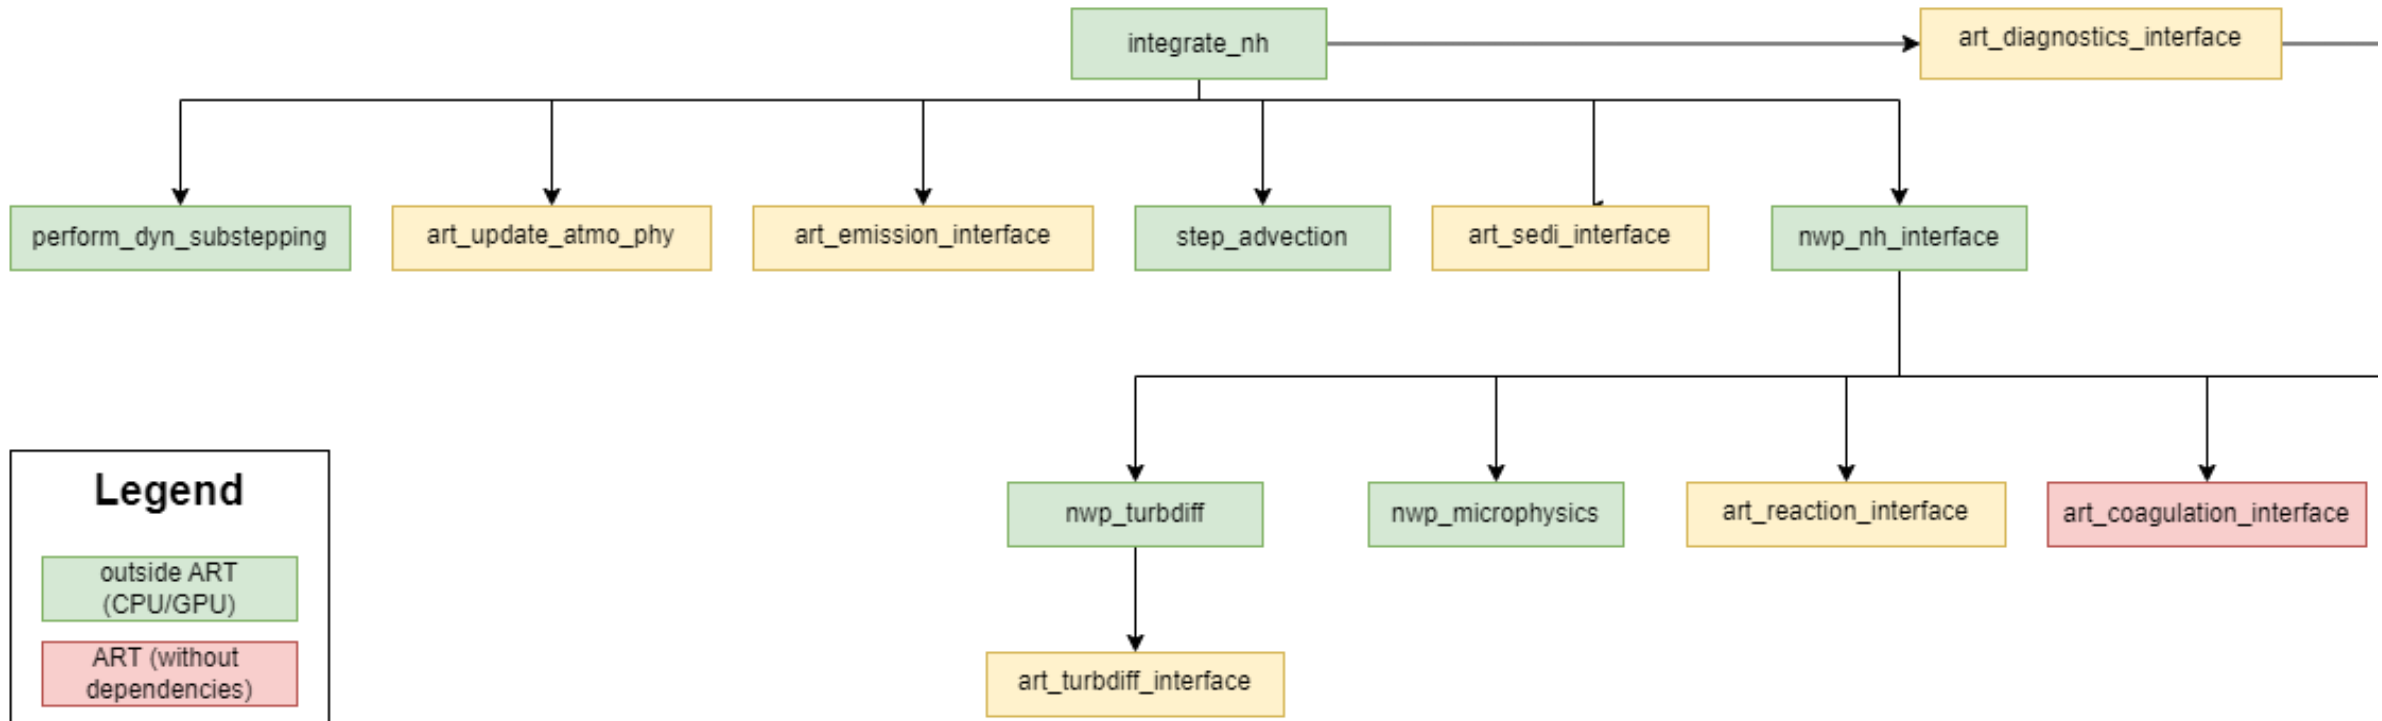 integrate_nh
art_diagnostics_interface
perform_dyn_substepping
art_update_atmo_phy
art_emission_interface
step_advection
art_sedi_interface
nwp_nh_interface
nwp_turbdiff
nwp_microphysics
art_reaction_interface
art_coagulation_interface
art_turbdiff_interface
Legend
outside ART
(CPU/GPU)
ART (without
dependencies)